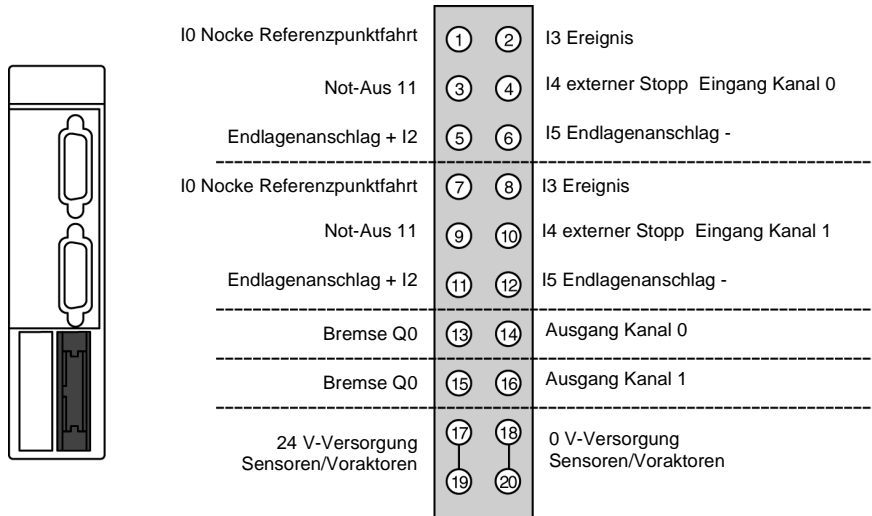 I0 Nocke Referenzpunktfahrt 1 2 I3 Ereignis
Not-Aus 11 3 4 I4 externer Stopp Eingang Kanal 0
Endlagenanschlag + I2 5 6 I5 Endlagenanschlag -
I0 Nocke Referenzpunktfahrt 7 8 I3 Ereignis
Not-Aus 11 9 10 I4 externer Stopp Eingang Kanal 1
Endlagenanschlag + I2 11 12 I5 Endlagenanschlag -
Bremse Q0 13 14 Ausgang Kanal 0
Bremse Q0 15 16 Ausgang Kanal 1
24 V-Versorgung 17 18 0 V-Versorgung
Sensoren/Voraktoren Sensoren/Voraktoren
19 20